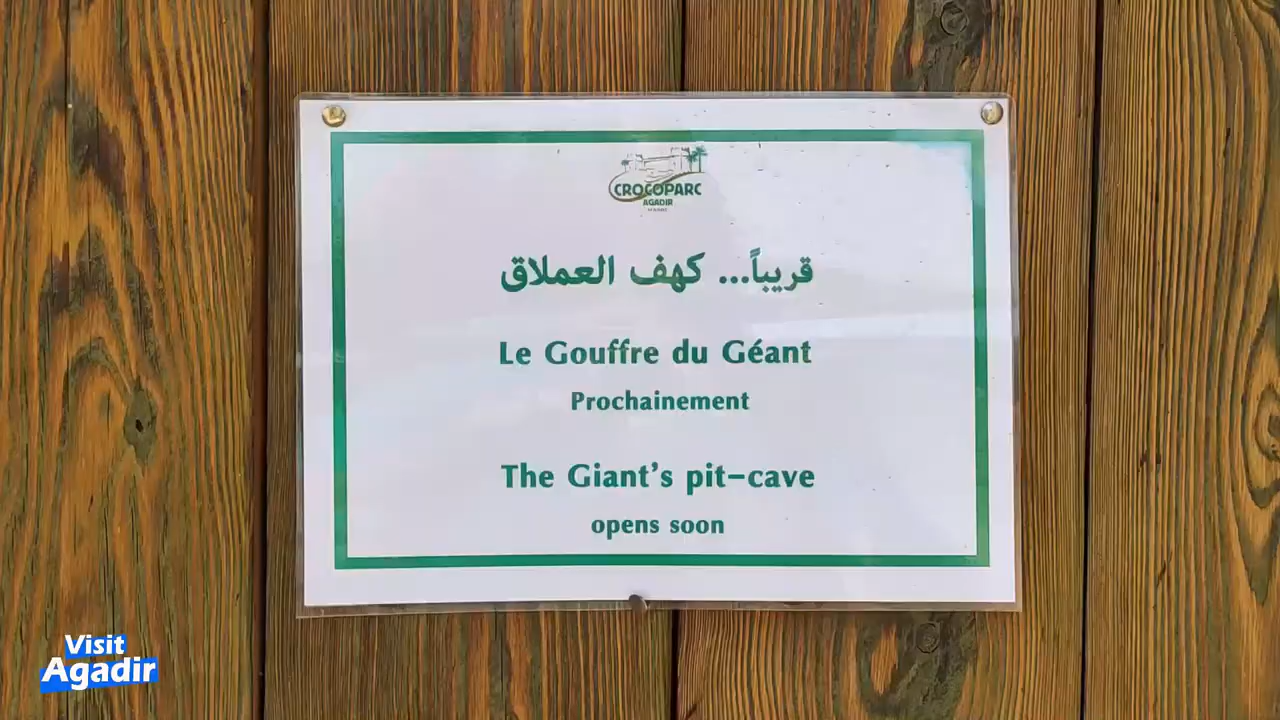 CROCOPARC
AGADIR
قريباً... كهف العملاق
Le Gouffre du Géant
Prochainement
The Giant's pit-cave
opens soon
Visit
Agadir